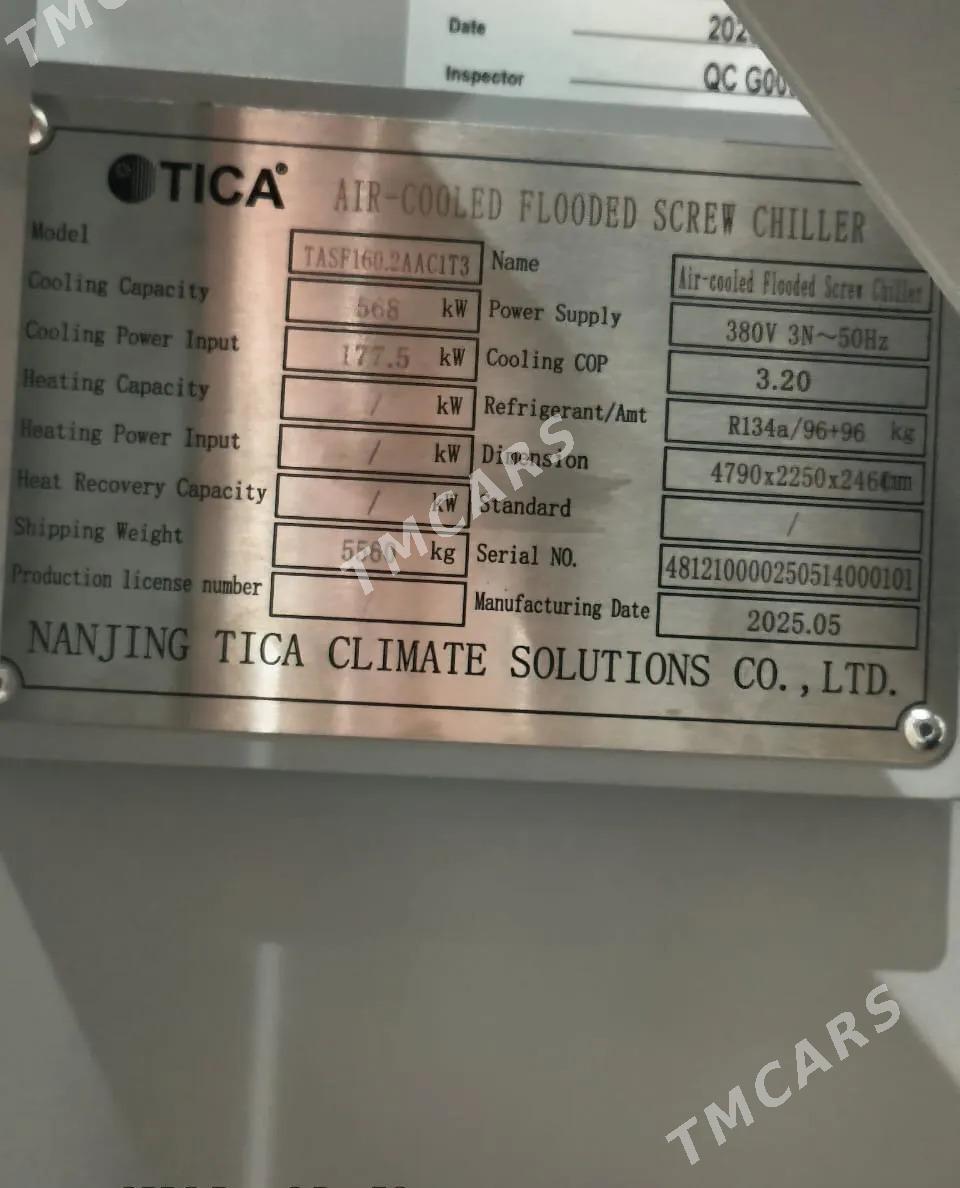 Date
Inspector QC
TICA® AIR-COOLED FLOODED SCREW CHILLER
Model TASF160.2AAC1T3 Name Air-cooled Flooded Screw Chiller
Cooling Capacity 568 kW Power Supply 380V 3N～50Hz
Cooling Power Input 177.5 kW Cooling COP 3.20
Heating Capacity / kW Refrigerant/Amt R134a/96+96 kg
Heating Power Input / kW Dimension 4790x2250x2460mm
Heat Recovery Capacity / kW Standard /
Shipping Weight kg Serial NO. 481210000250514000101
Production license number Manufacturing Date 2025.05
NANJING TICA CLIMATE SOLUTIONS CO.,LTD.
TMCARS
TMCARS